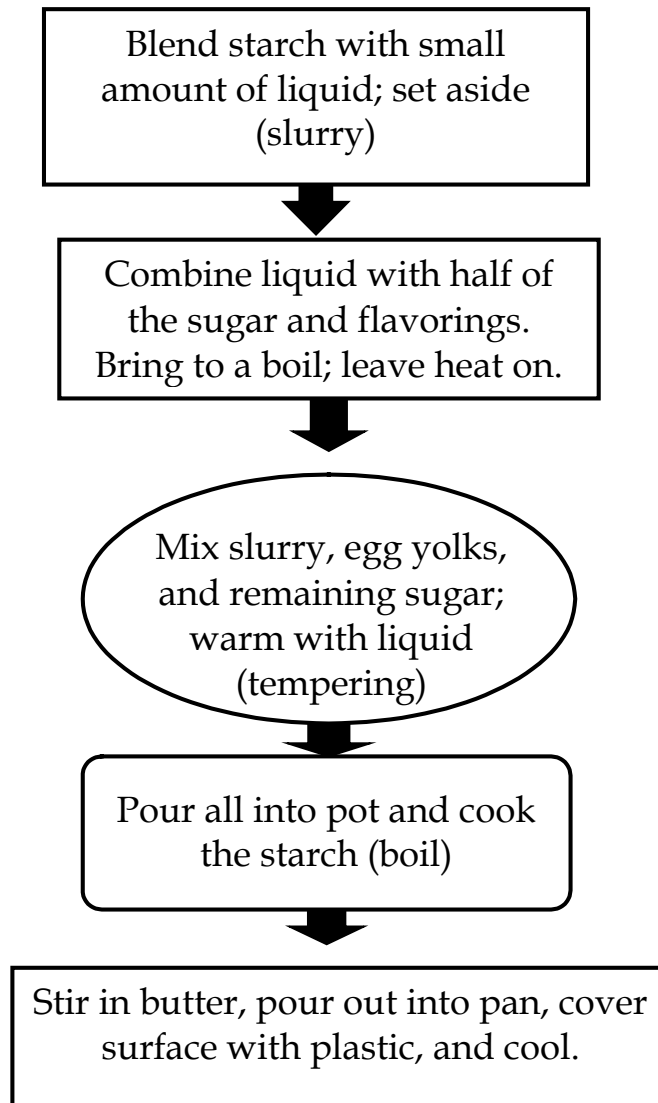 Blend starch with small
amount of liquid; set aside
(slurry)
Combine liquid with half of
the sugar and flavorings.
Bring to a boil; leave heat on.
Mix slurry, egg yolks,
and remaining sugar;
warm with liquid
(tempering)
Pour all into pot and cook
the starch (boil)
Stir in butter, pour out into pan, cover
surface with plastic, and cool.